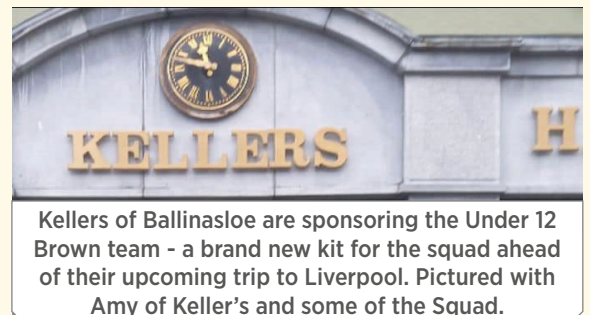 KELLERS H
Kellers of Ballinasloe are sponsoring the Under 12
Brown team - a brand new kit for the squad ahead
of their upcoming trip to Liverpool. Pictured with
Amy of Keller's and some of the Squad.